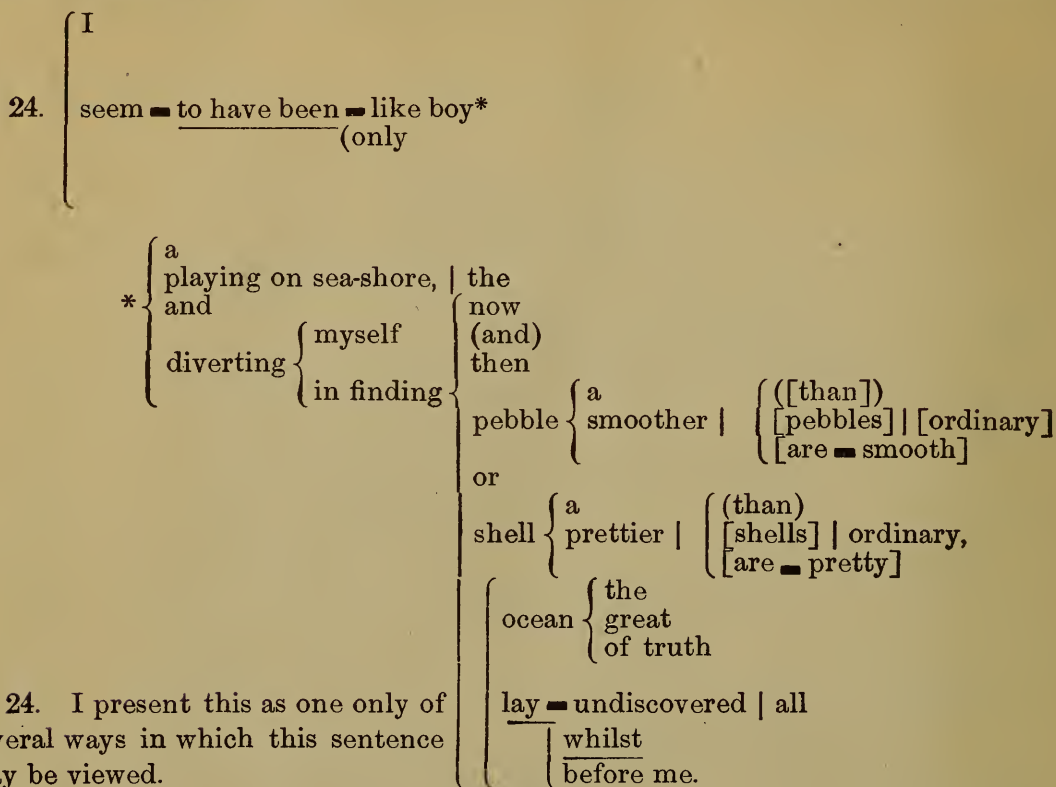 I
24. seem ▬ to have been ▬ like boy*
(only
a
playing on sea-shore, | the
* and
now
myself
(and)
diverting
then
in finding
a
([than])
pebble
smoother |
[pebbles] | [ordinary]
[are ▬ smooth]
or
a
(than)
shell
prettier |
[shells] | ordinary,
[are ▬ pretty]
the
ocean
great
of truth
lay ▬ undiscovered | all
whilst
before me.
24. I present this as one only of
veral ways in which this sentence
y be viewed.